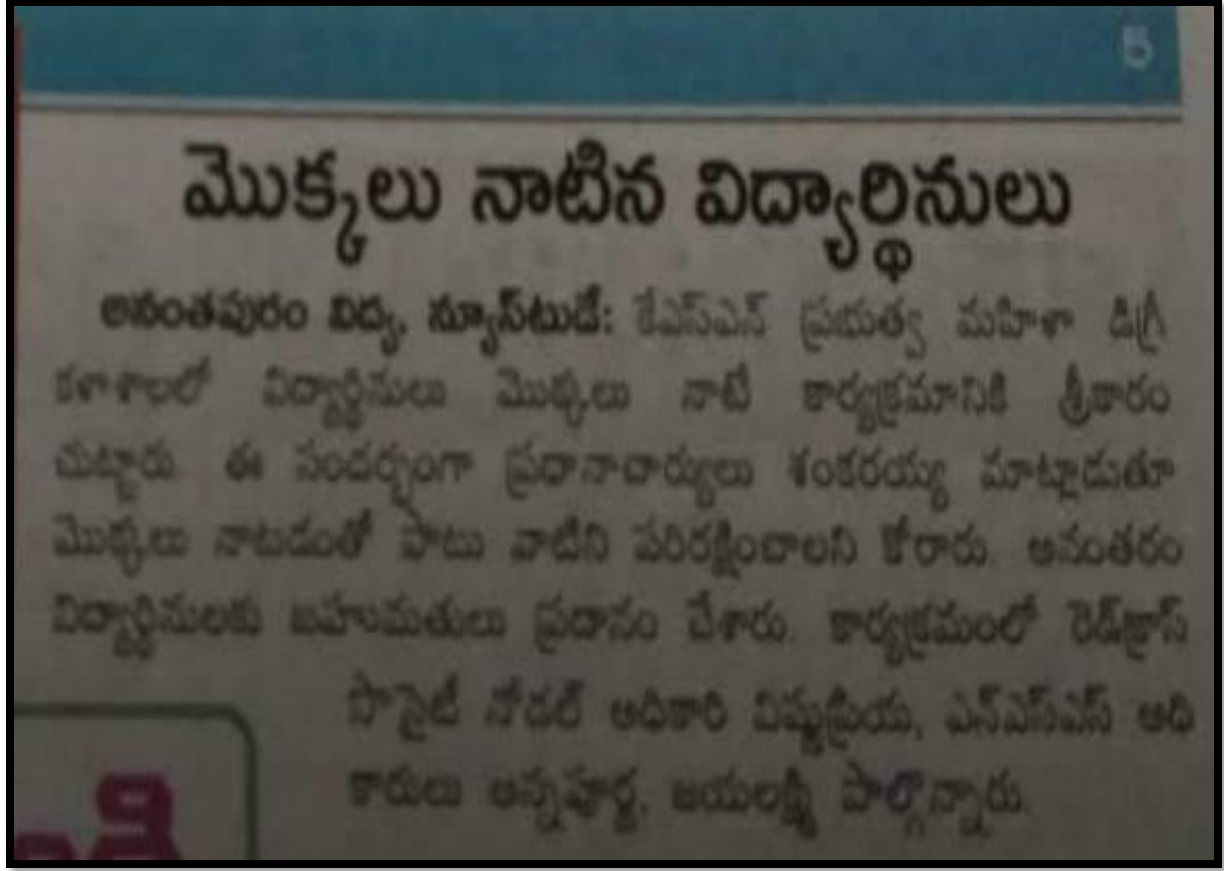 5
మొక్కలు నాటిన విద్యార్థినులు
అనంతపురం విద్య, న్యూస్‌టుడే: కేఎస్ఎన్ ప్రభుత్వ మహిళా డిగ్రీ
కళాశాలలో విద్యార్థినులు మొక్కలు నాటే కార్యక్రమానికి శ్రీకారం
చుట్టారు. ఈ సందర్భంగా ప్రధానాచార్యులు శంకరయ్య మాట్లాడుతూ
మొక్కలు నాటడంతో పాటు వాటిని పరిరక్షించాలని కోరారు. అనంతరం
విద్యార్థినులకు బహుమతులు ప్రదానం చేశారు. కార్యక్రమంలో రెడ్‌క్రాస్
సొసైటీ నోడల్ అధికారి విష్ణుప్రియ, ఎన్ఎస్ఎస్ అధి
కారులు అన్నపూర్ణ, జయలక్ష్మీ పాల్గొన్నారు.